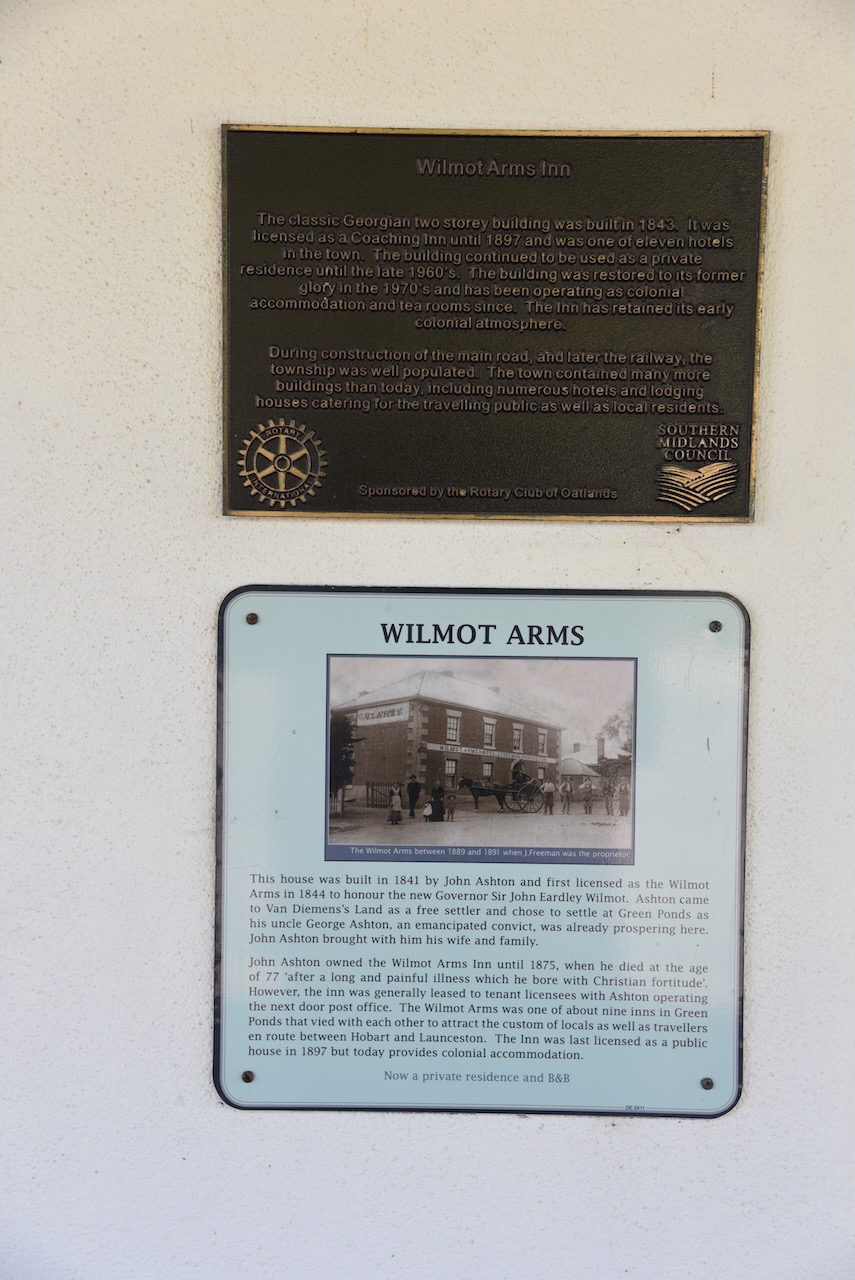 Wilmot Arms Inn
The classic Georgian two storey building was built in 1843. It was
licensed as a Coaching Inn until 1897 and was one of eleven hotels
in the town. The building continued to be used as a private
residence until the late 1960's. The building was restored to its former
glory in the 1970's and has been operating as colonial
accommodation and tea rooms since. The Inn has retained its early
colonial atmosphere.
During construction of the main road, and later the railway, the
township was well populated. The town contained many more
buildings than today, including numerous hotels and lodging
houses catering for the travelling public as well as local residents.
ROTARY
INTERNATIONAL
Sponsored by the Rotary Club of Oatlands
SOUTHERN
MIDLANDS
COUNCIL
WILMOT ARMS
WILMOT ARMS HOTEL
The Wilmot Arms between 1889 and 1891 when J.Freeman was the proprietor
This house was built in 1841 by John Ashton and first licensed as the Wilmot
Arms in 1844 to honour the new Governor Sir John Eardley Wilmot. Ashton came
to Van Diemens's Land as a free settler and chose to settle at Green Ponds as
his uncle George Ashton, an emancipated convict, was already prospering here.
John Ashton brought with him his wife and family.
John Ashton owned the Wilmot Arms Inn until 1875, when he died at the age
of 77 'after a long and painful illness which he bore with Christian fortitude'.
However, the inn was generally leased to tenant licensees with Ashton operating
the next door post office. The Wilmot Arms was one of about nine inns in Green
Ponds that vied with each other to attract the custom of locals as well as travellers
en route between Hobart and Launceston. The Inn was last licensed as a public
house in 1897 but today provides colonial accommodation.
Now a private residence and B&B
DE 0411